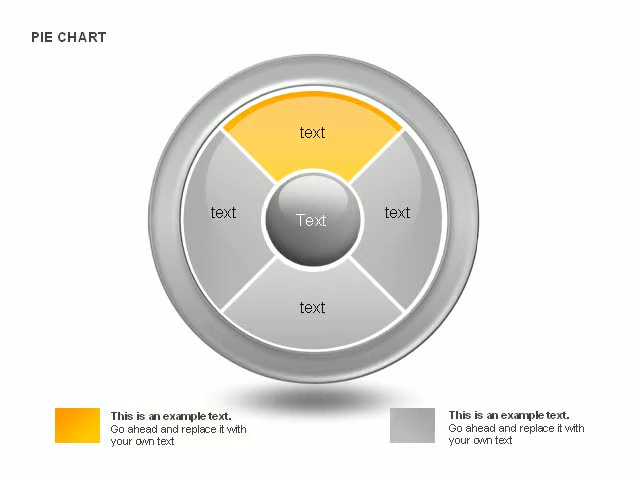 PIE CHART
text
text
Text
text
text
This is an example text.
Go ahead and replace it with
your own text
This is an example text.
Go ahead and replace it with
your own text